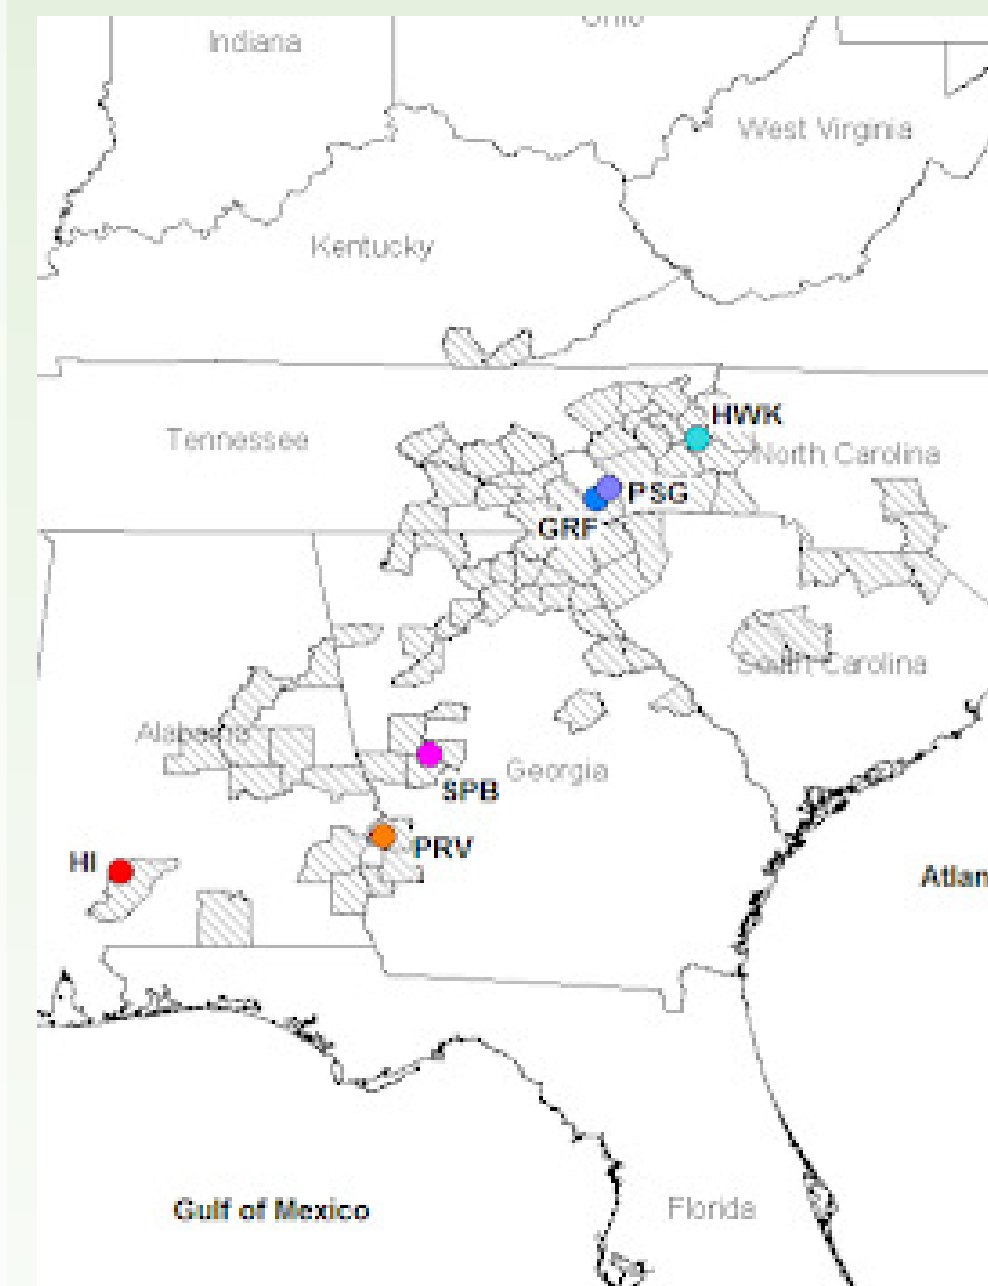 Indiana
Ohio
West Virginia
Kentucky
HWK
Tennessee
North Carolina
PSG
GRF
South Carolina
Alabama
Georgia
SPB
PRV
HI
Atlan
Gulf of Mexico
Florida